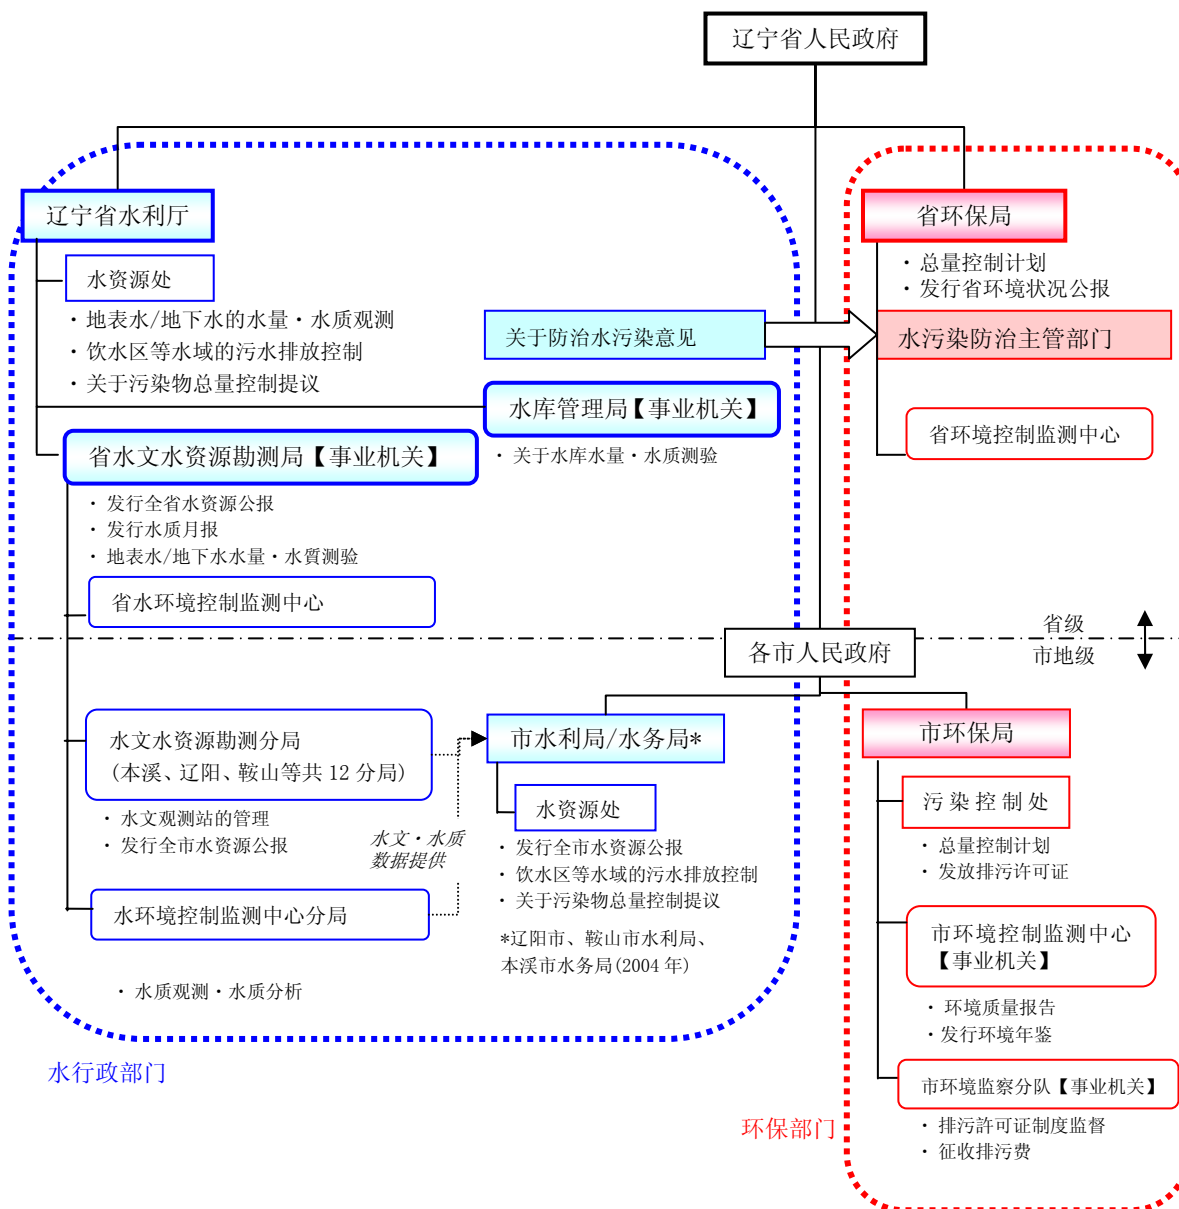 辽宁省人民政府
辽宁省水利厅
水资源处
・地表水/地下水的水量・水质观测
・饮水区等水域的污水排放控制
・关于污染物总量控制提议
关于防治水污染意见
水库管理局【事业机关】
・关于水库水量・水质测验
省水文水资源勘测局【事业机关】
・发行全省水资源公报
・发行水质月报
・地表水/地下水水量・水質测验
省水环境控制监测中心
省环保局
・总量控制计划
・发行省环境状况公报
水污染防治主管部门
省环境控制监测中心
省级
市地级
各市人民政府
水文水资源勘测分局
(本溪、辽阳、鞍山等共 12 分局)
・水文观测站的管理
・发行全市水资源公报
水文・水质
数据提供
水环境控制监测中心分局
・水质观测・水质分析
市水利局/水务局*
水资源处
・发行全市水资源公报
・饮水区等水域的污水排放控制
・关于污染物总量控制提议
*辽阳市、鞍山市水利局、
本溪市水务局(2004 年)
市环保局
污染控制处
・总量控制计划
・发放排污许可证
市环境控制监测中心
【事业机关】
・环境质量报告
・发行环境年鉴
市环境监察分队【事业机关】
・排污許可证制度监督
・征收排污费
水行政部门
环保部门